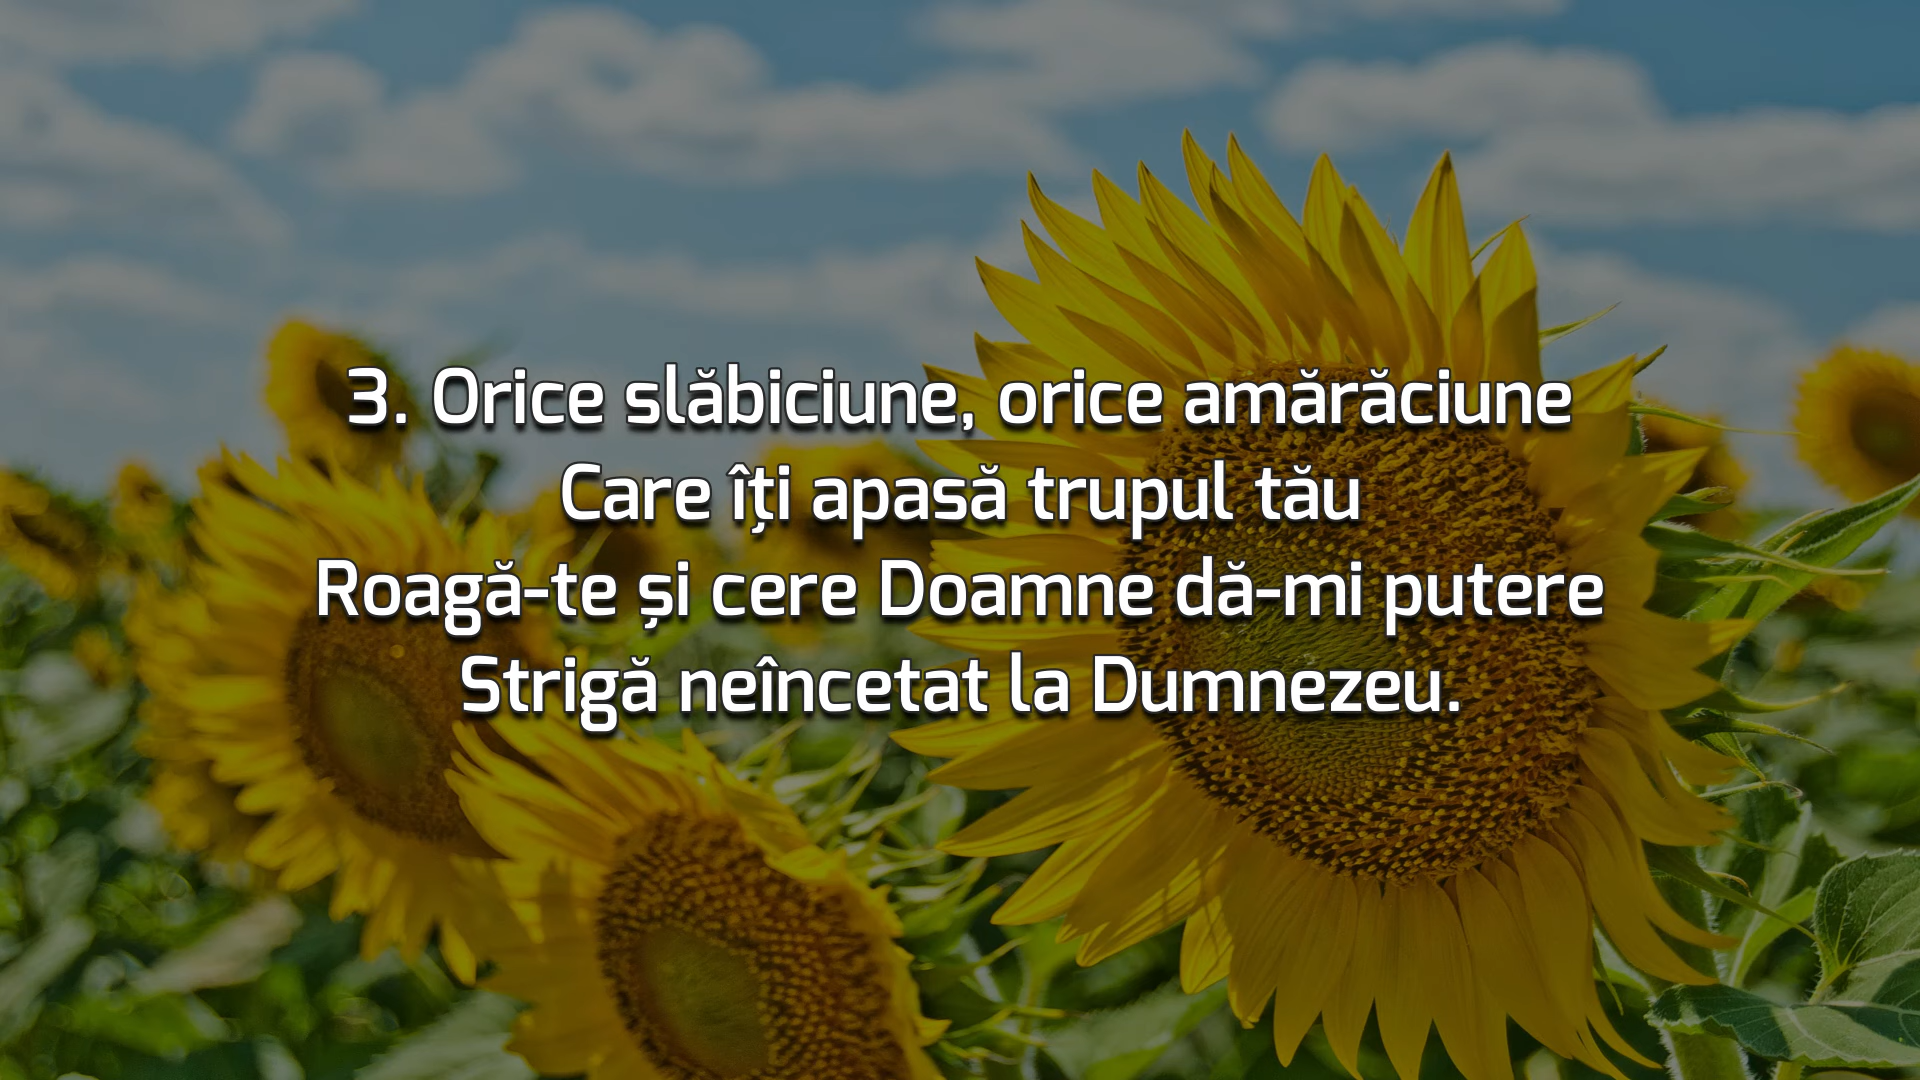 3. Orice slăbiciune, orice amărăciune
Care îți apasă trupul tău
Roagă-te și cere Doamne dă-mi putere
Strigă neîncetat la Dumnezeu.